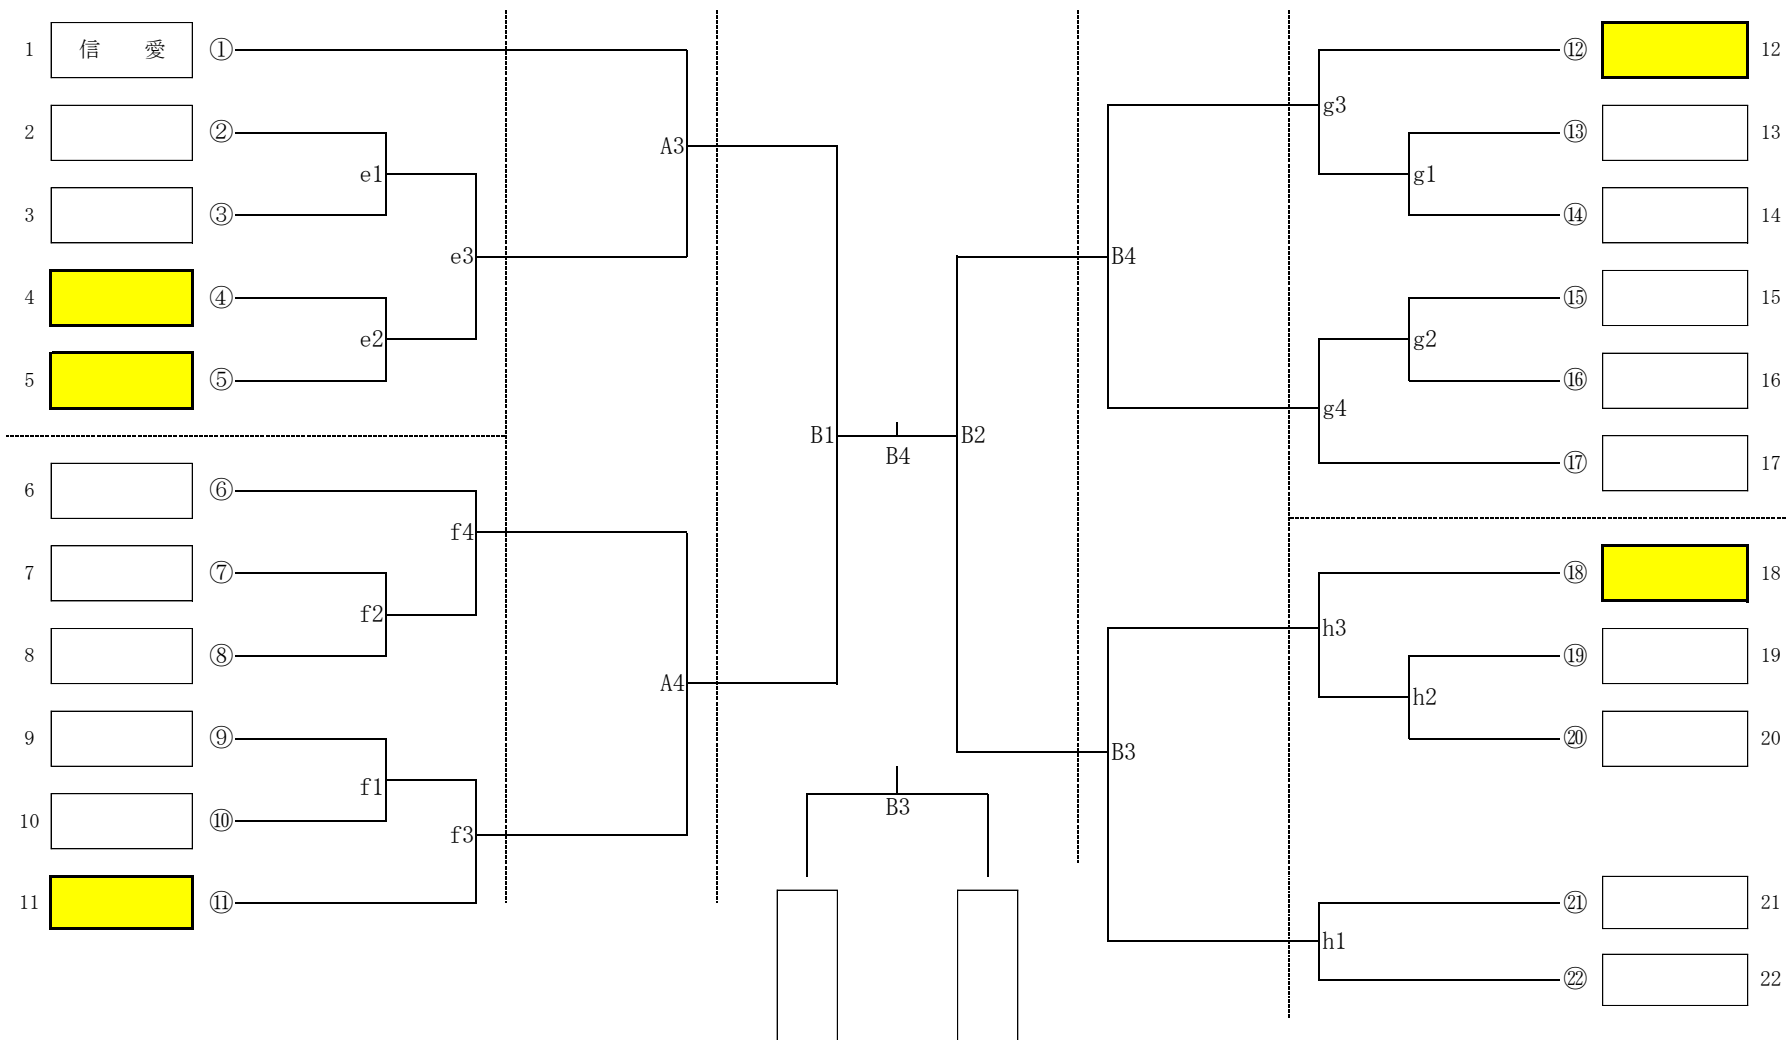 1 信　愛 ①
2 ②
3 ③
4 ④
5 ⑤
6 ⑥
7 ⑦
8 ⑧
9 ⑨
10 ⑩
11 ⑪
e1
e2
e3
f4
f2
f1
f3
A3
A4
B1
B4
B2
B3
B4
B3
g3
g1
g2
g4
h3
h2
h1
⑫ 12
⑬ 13
⑭ 14
⑮ 15
⑯ 16
⑰ 17
⑱ 18
⑲ 19
⑳ 20
㉑ 21
㉒ 22